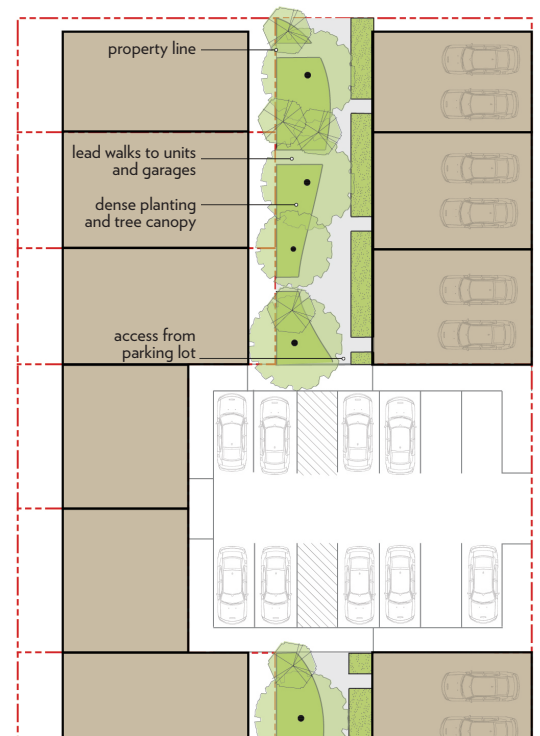 property line
lead walks to units
and garages
dense planting
and tree canopy
access from
parking lot